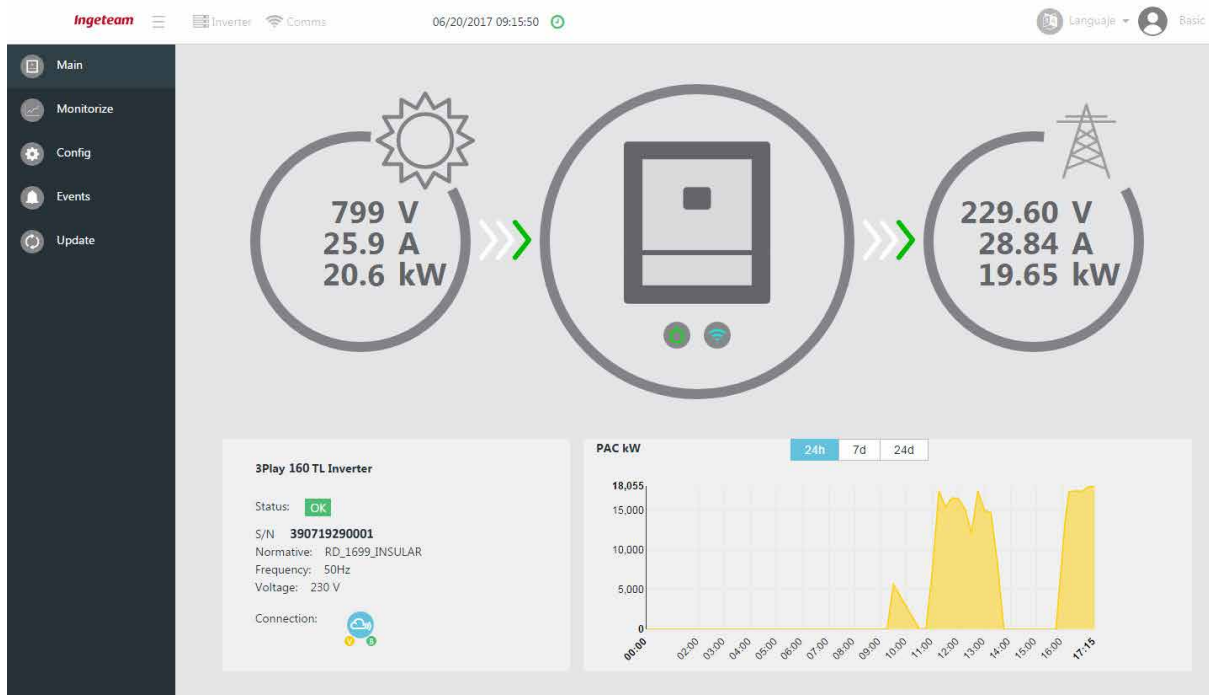 Ingeteam
Inverter Comms
06/20/2017 09:15:50
Languaje
Basic
Main
Monitorize
Config
Events
Update
799 V
25.9 A
20.6 kW
229.60 V
28.84 A
19.65 kW
3Play 160 TL Inverter
Status: OK
S/N 390719290001
Normative: RD_1699_INSULAR
Frequency: 50Hz
Voltage: 230 V
Connection:
PAC kW
24h 7d 24d
18,055
15,000
10,000
5,000
0
00:00 02:00 03:00 04:00 05:00 06:00 07:00 08:00 09:00 10:00 11:00 12:00 13:00 14:00 15:00 16:00 17:15